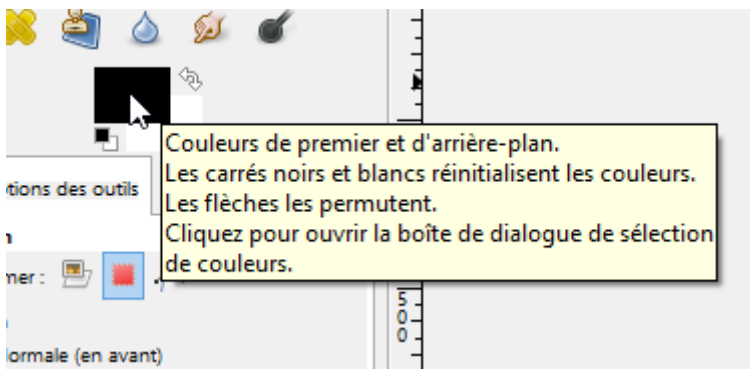 Couleurs de premier et d'arrière-plan.
Les carrés noirs et blancs réinitialisent les couleurs.
tions des outils
Les flèches les permutent.
Cliquez pour ouvrir la boîte de dialogue de sélection
de couleurs.
mer :
500
ormale (en avant)